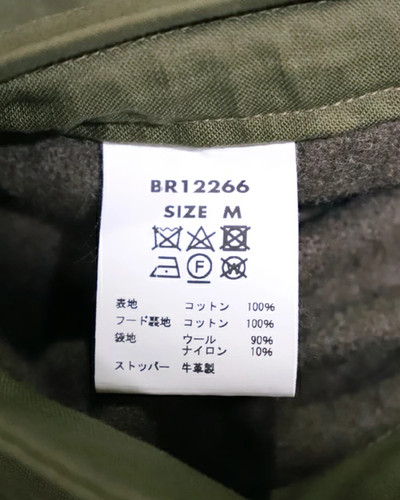 BR12266
SIZE M
F
W
表地 コットン 100%
フード裏地 コットン 100%
袋地 ウール 90%
ナイロン 10%
ストッパー 牛革製